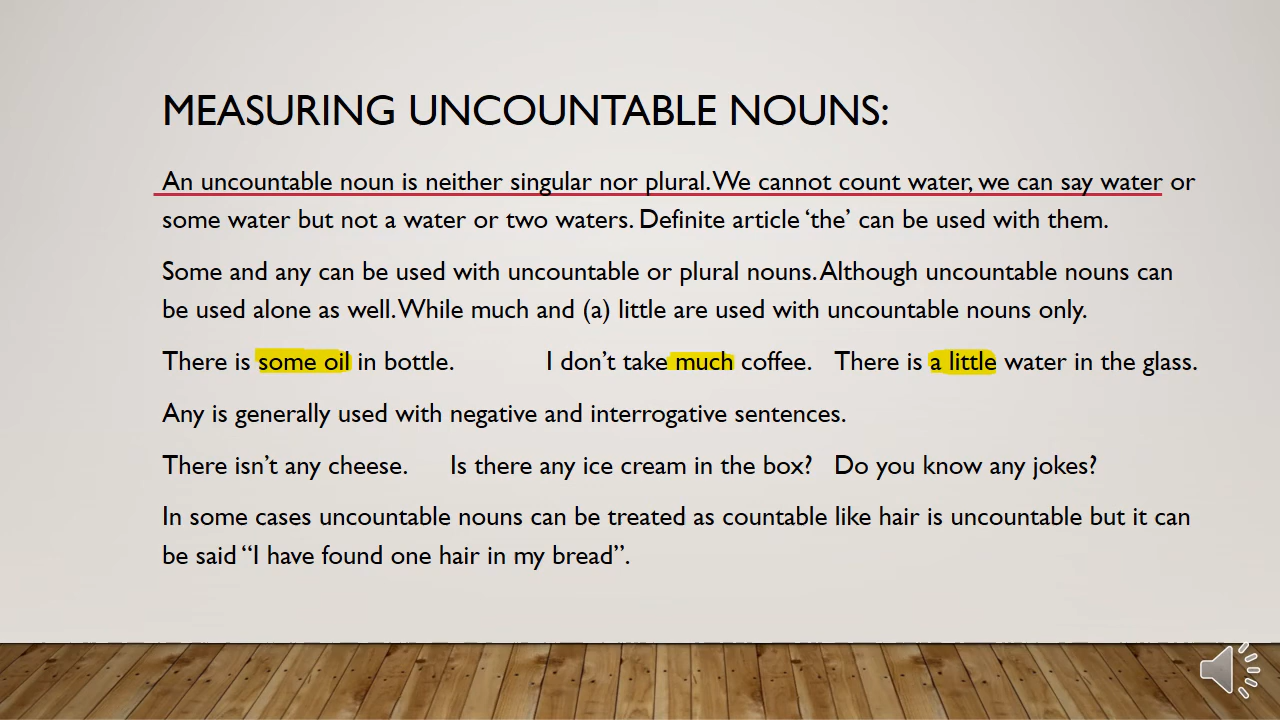 MEASURING UNCOUNTABLE NOUNS:
An uncountable noun is neither singular nor plural. We cannot count water, we can say water or
some water but not a water or two waters. Definite article ‘the’ can be used with them.
Some and any can be used with uncountable or plural nouns. Although uncountable nouns can
be used alone as well. While much and (a) little are used with uncountable nouns only.
There is some oil in bottle. I don’t take much coffee. There is a little water in the glass.
Any is generally used with negative and interrogative sentences.
There isn’t any cheese. Is there any ice cream in the box? Do you know any jokes?
In some cases uncountable nouns can be treated as countable like hair is uncountable but it can
be said “I have found one hair in my bread”.